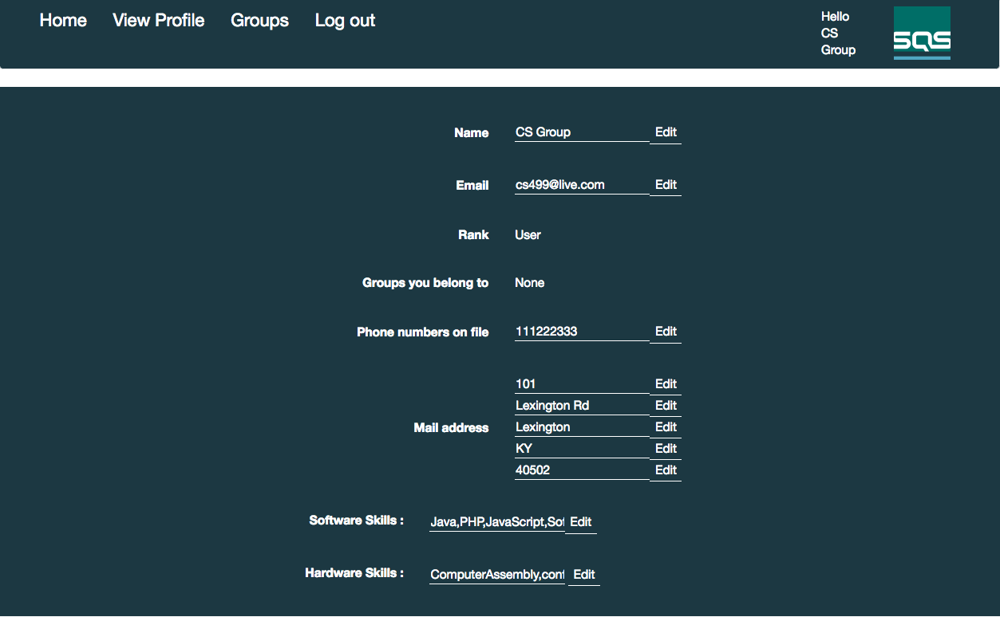 Home View Profile Groups Log out
Hello
CS
Group
SQS
Name CS Group Edit
Email cs499@live.com Edit
Rank User
Groups you belong to None
Phone numbers on file 111222333 Edit
101 Edit
Lexington Rd Edit
Mail address Lexington Edit
KY Edit
40502 Edit
Software Skills : Java,PHP,JavaScript,Sof Edit
Hardware Skills : ComputerAssembly,conf Edit